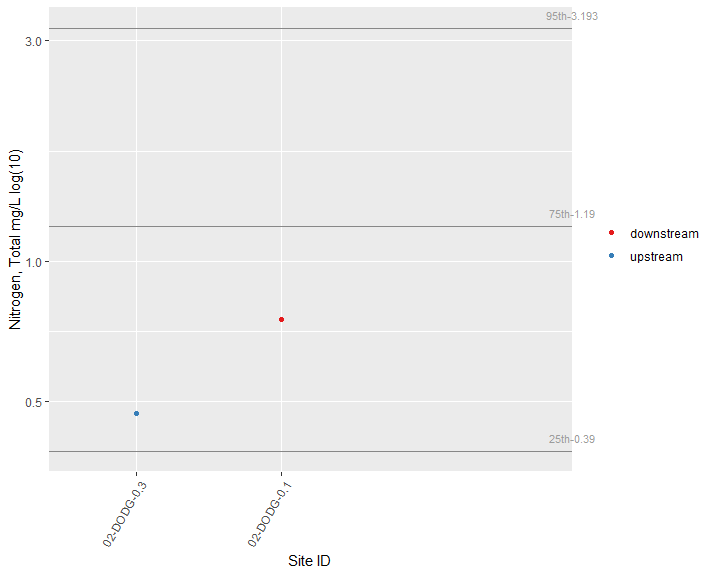 95th-3.193
3.0
75th-1.19
1.0
0.5
25th-0.39
Nitrogen, Total mg/L log(10)
02-DODG-0.3
02-DODG-0.1
Site ID
downstream
upstream